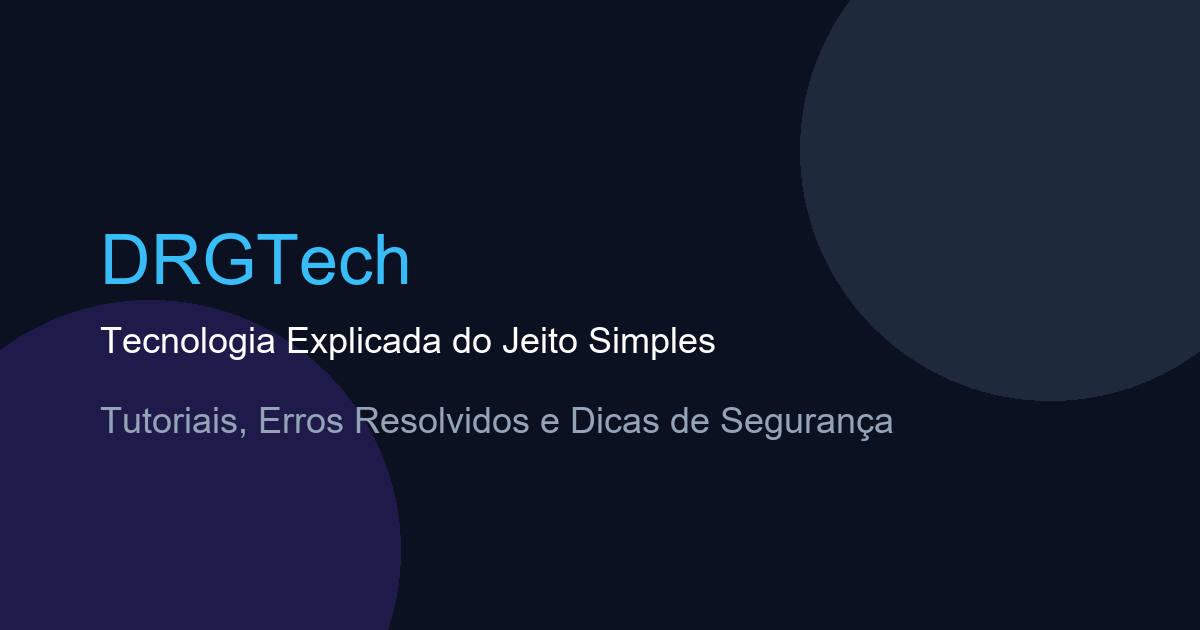 DRGTech
Tecnologia Explicada do Jeito Simples
Tutoriais, Erros Resolvidos e Dicas de Segurança